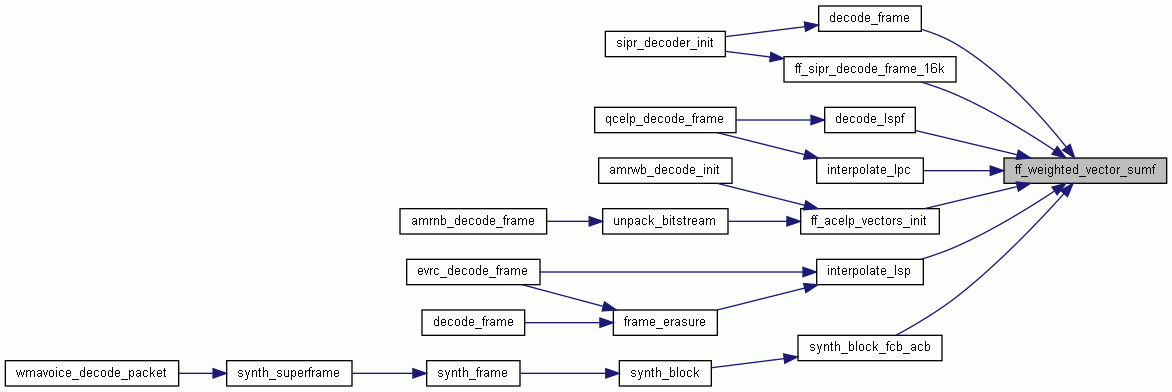 decode_frame
sipr_decoder_init
ff_sipr_decode_frame_16k
qcelp_decode_frame
decode_lspf
amrwb_decode_init
interpolate_lpc
ff_weighted_vector_sumf
amrnb_decode_frame
unpack_bitstream
ff_acelp_vectors_init
evrc_decode_frame
interpolate_lsp
decode_frame
frame_erasure
synth_block_fcb_acb
wmavoice_decode_packet
synth_superframe
synth_frame
synth_block